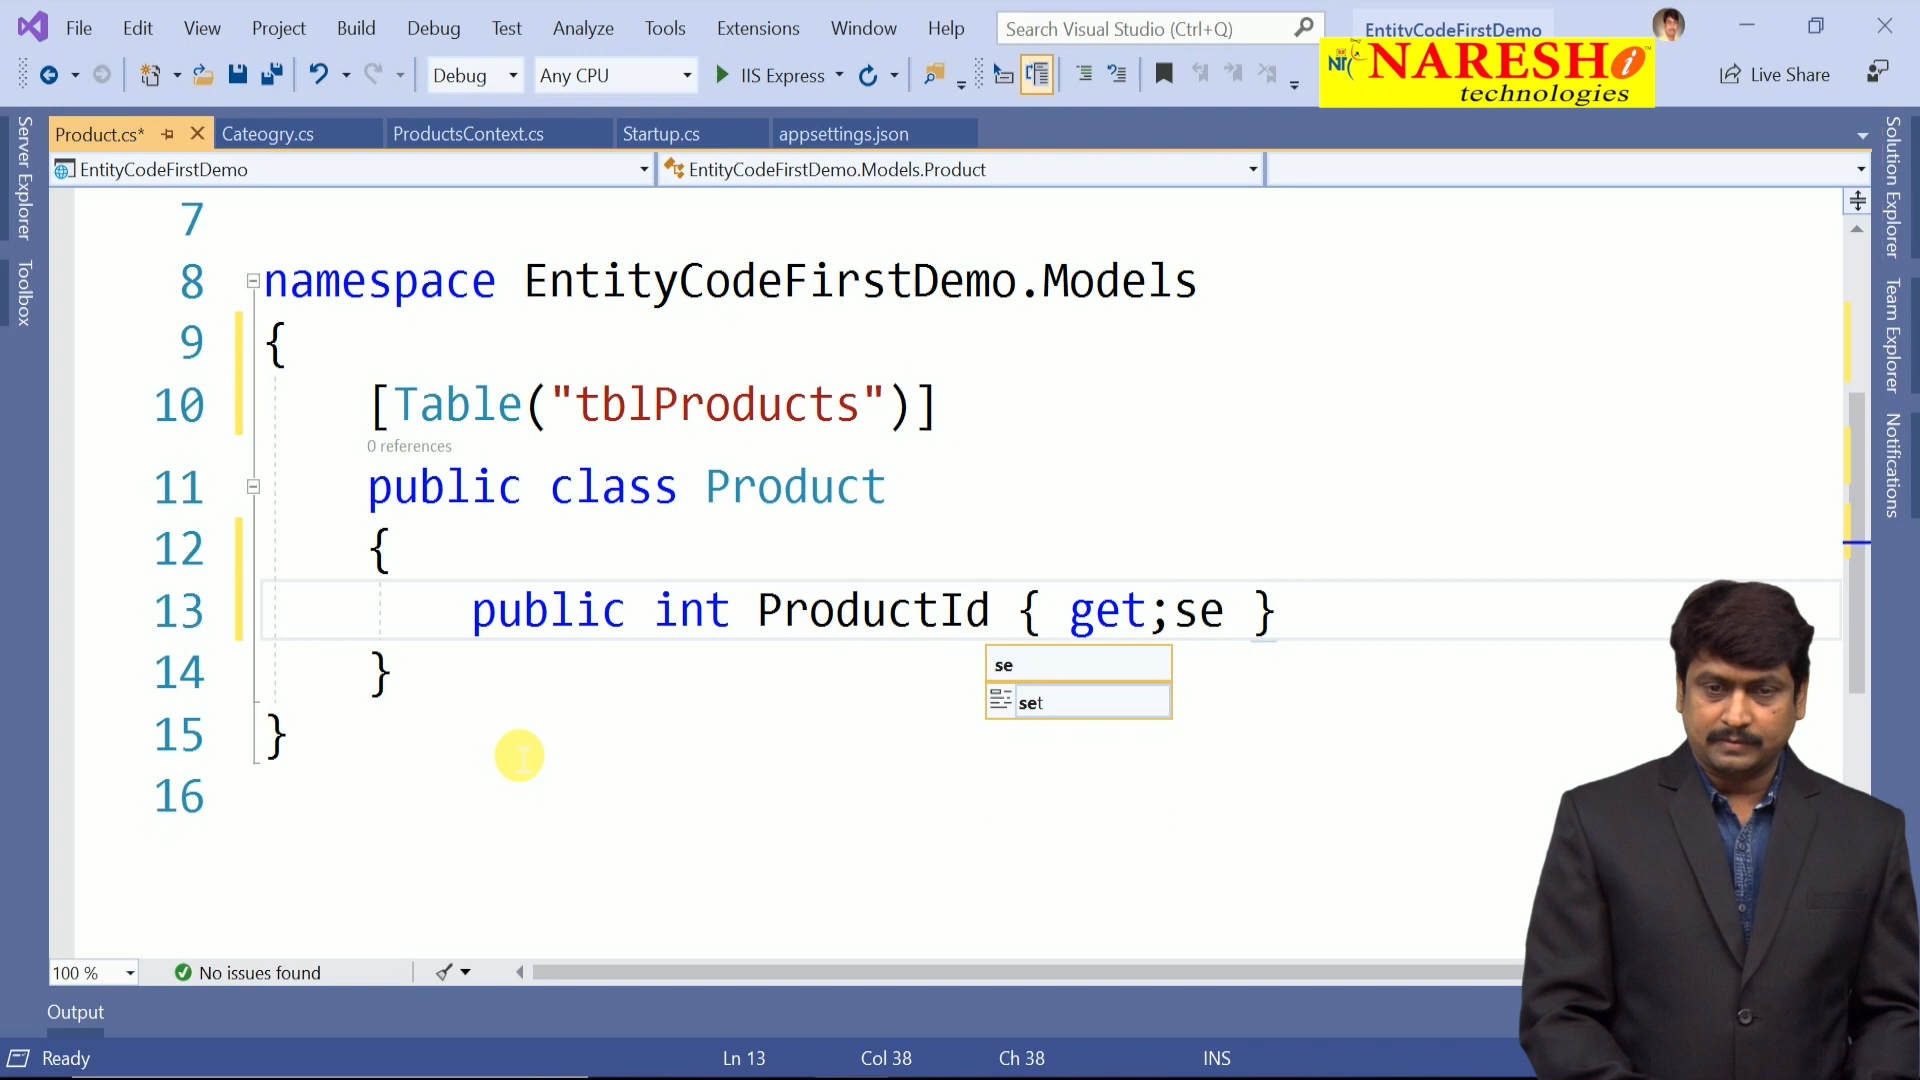 File Edit View Project Build Debug Test Analyze Tools Extensions Window Help Search Visual Studio (Ctrl+Q) EntityCodeFirstDemo
Debug Any CPU IIS Express Live Share
NARESH i
technologies
Product.cs* Cateogry.cs ProductsContext.cs Startup.cs appsettings.json
EntityCodeFirstDemo EntityCodeFirstDemo.Models.Product
Server Explorer
Toolbox
Solution Explorer
Team Explorer
Notifications
7
8 namespace EntityCodeFirstDemo.Models
9 {
10 [Table("tblProducts")]
0 references
11 public class Product
12 {
13 public int ProductId { get;se }
se
set
14 }
15 }
16
100 % No issues found
Output
Ready Ln 13 Col 38 Ch 38 INS